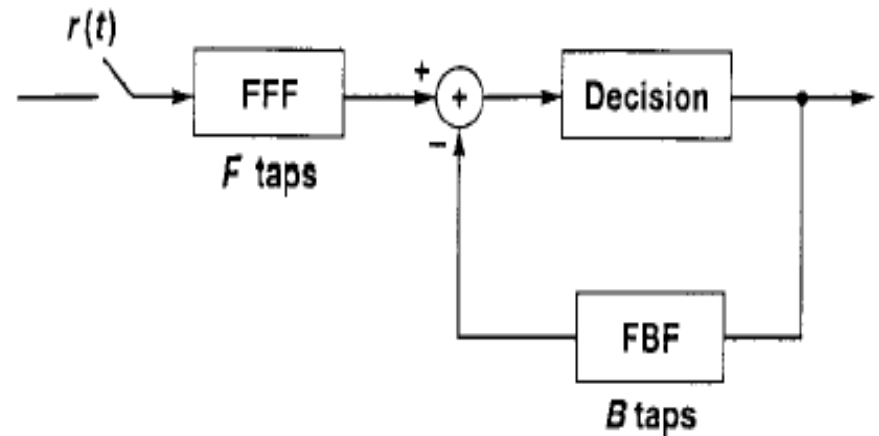 r(t)
FFF
F taps
+
+
−
Decision
FBF
B taps